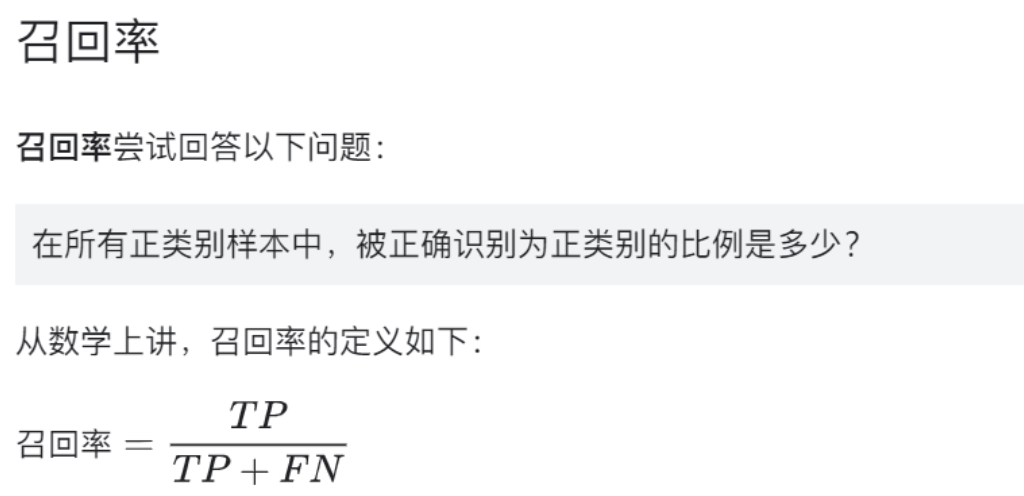 召回率
召回率尝试回答以下问题：
在所有正类别样本中，被正确识别为正类别的比例是多少？
从数学上讲，召回率的定义如下：
召回率 = TP / TP + FN